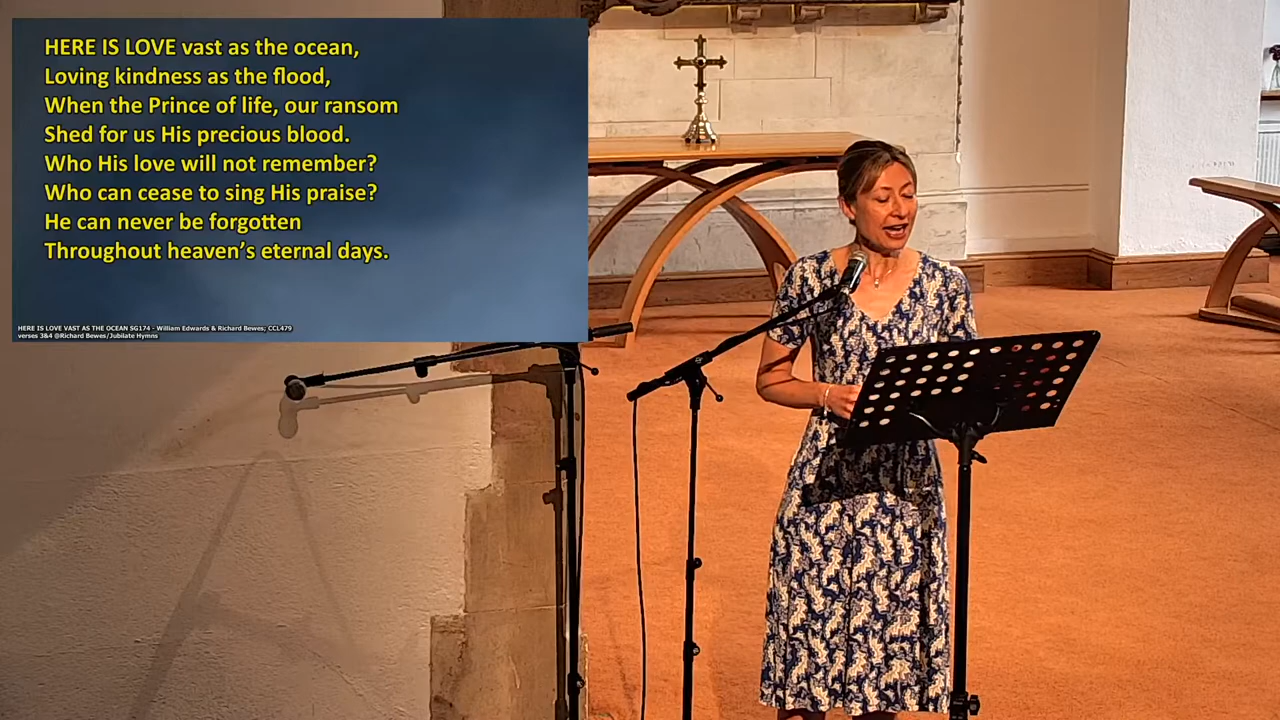 HERE IS LOVE vast as the ocean,
Loving kindness as the flood,
When the Prince of life, our ransom
Shed for us His precious blood.
Who His love will not remember?
Who can cease to sing His praise?
He can never be forgotten
Throughout heaven’s eternal days.
HERE IS LOVE VAST AS THE OCEAN SG174 - William Edwards & Richard Bewes; CCL479
verses 3&4 @Richard Bewes/Jubilate Hymns